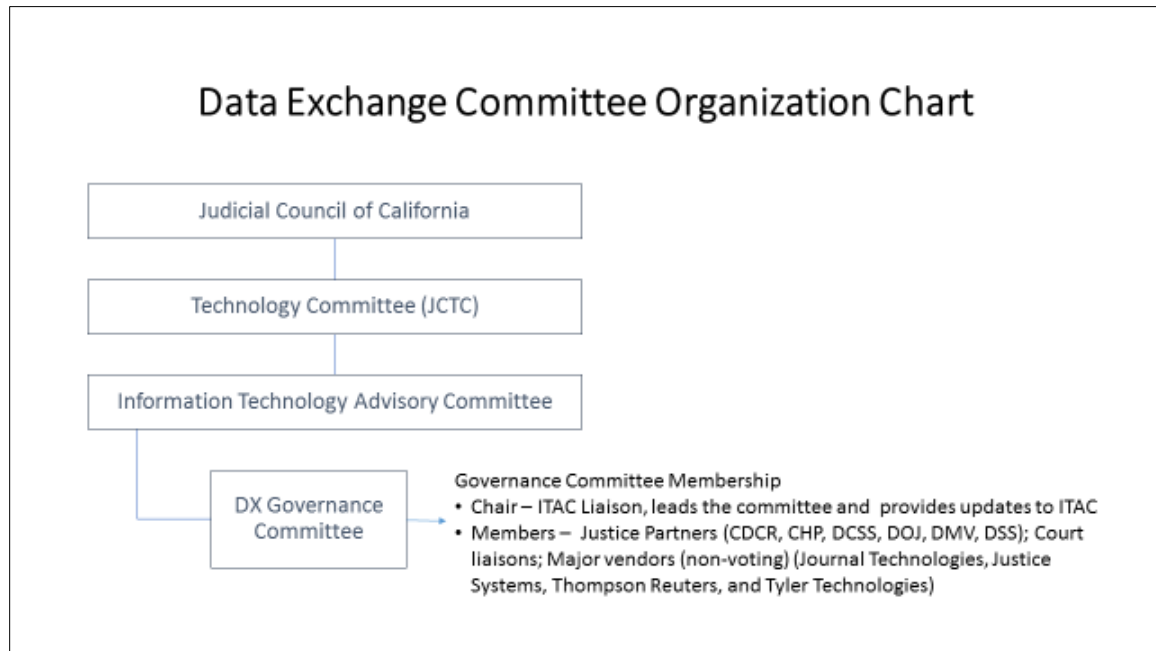 Data Exchange Committee Organization Chart
Judicial Council of California
Technology Committee (JCTC)
Information Technology Advisory Committee
DX Governance
Committee
Governance Committee Membership
• Chair – ITAC Liaison, leads the committee and provides updates to ITAC
• Members – Justice Partners (CDCR, CHP, DCSS, DOJ, DMV, DSS); Court
liaisons; Major vendors (non-voting) (Journal Technologies, Justice
Systems, Thompson Reuters, and Tyler Technologies)